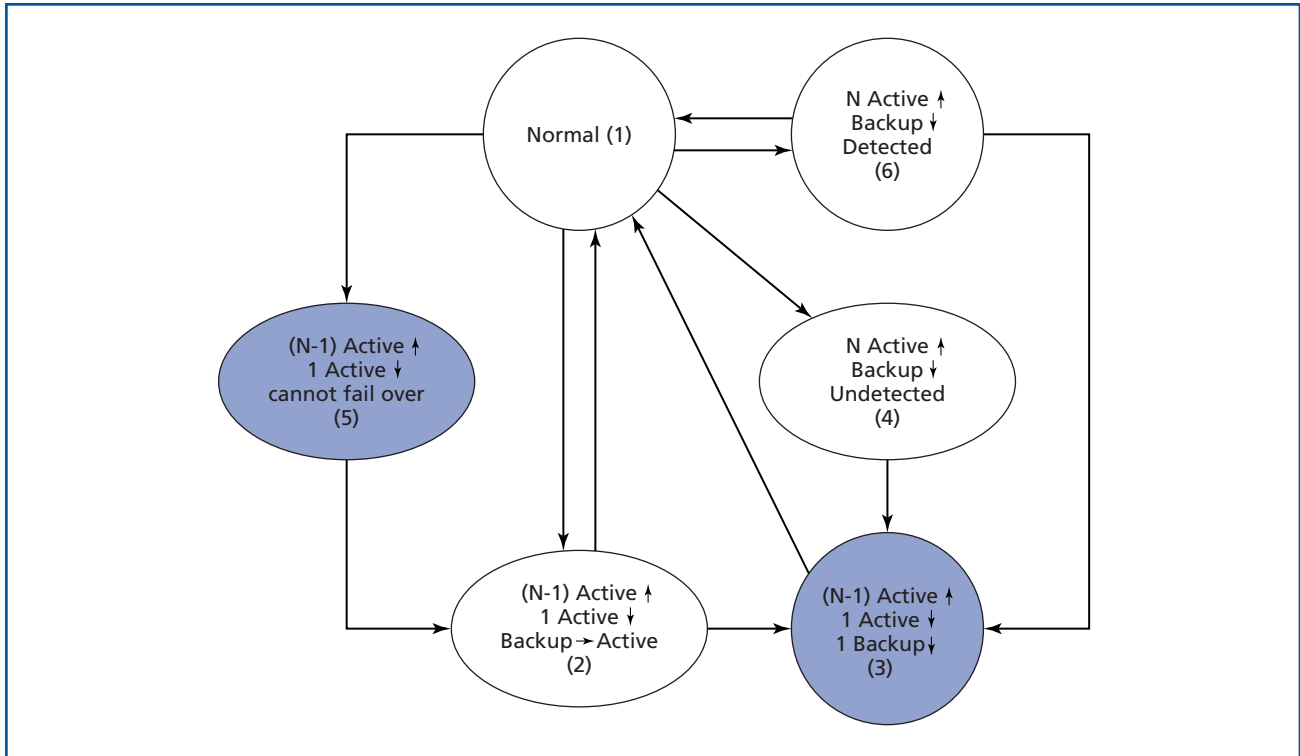 Normal (1)
N Active ↑
Backup ↓
Detected
(6)
(N-1) Active ↑
1 Active ↓
cannot fail over
(5)
N Active ↑
Backup ↓
Undetected
(4)
(N-1) Active ↑
1 Active ↓
Backup → Active
(2)
(N-1) Active ↑
1 Active ↓
1 Backup ↓
(3)